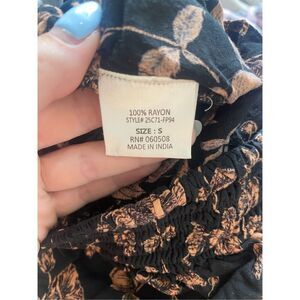 100% RAYON
STYLE# 25C71-FP94
SIZE : S
RN# 060508
MADE IN INDIA